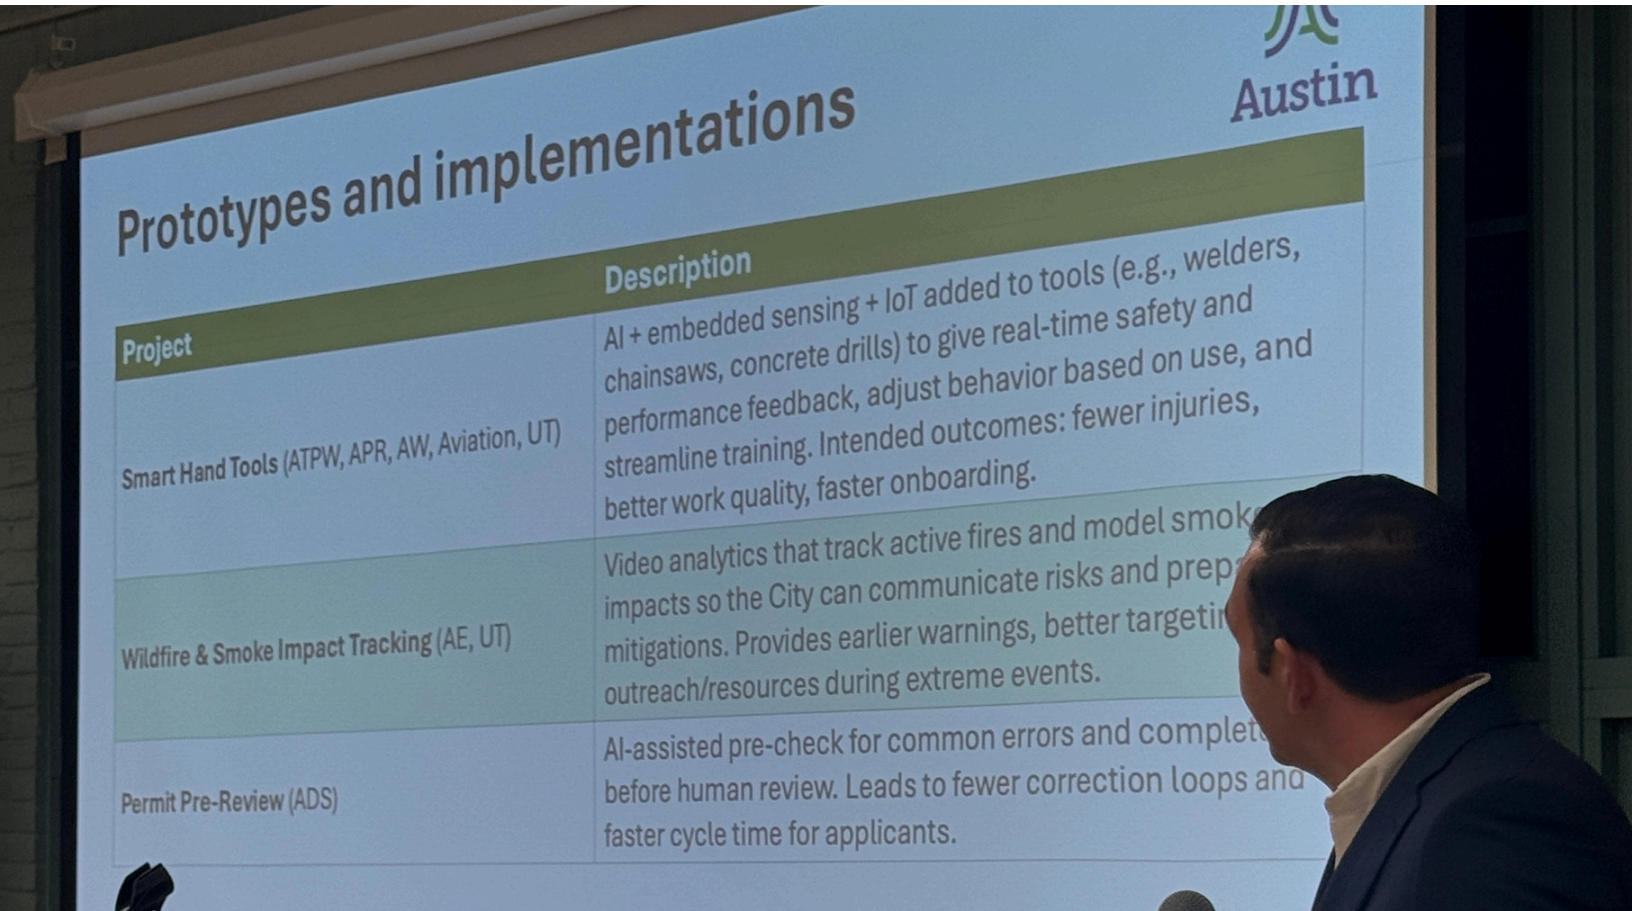 Austin
Prototypes and implementations
Project
Description
Smart Hand Tools (ATPW, APR, AW, Aviation, UT)
AI + embedded sensing + IoT added to tools (e.g., welders,
chainsaws, concrete drills) to give real-time safety and
performance feedback, adjust behavior based on use, and
streamline training. Intended outcomes: fewer injuries,
better work quality, faster onboarding.
Wildfire & Smoke Impact Tracking (AE, UT)
Video analytics that track active fires and model smoke
impacts so the City can communicate risks and
mitigations. Provides earlier warnings, better
outreach/resources during extreme events.
Permit Pre-Review (ADS)
AI-assisted pre-check for common errors and
before human review. Leads to fewer correction loops and
faster cycle time for applicants.